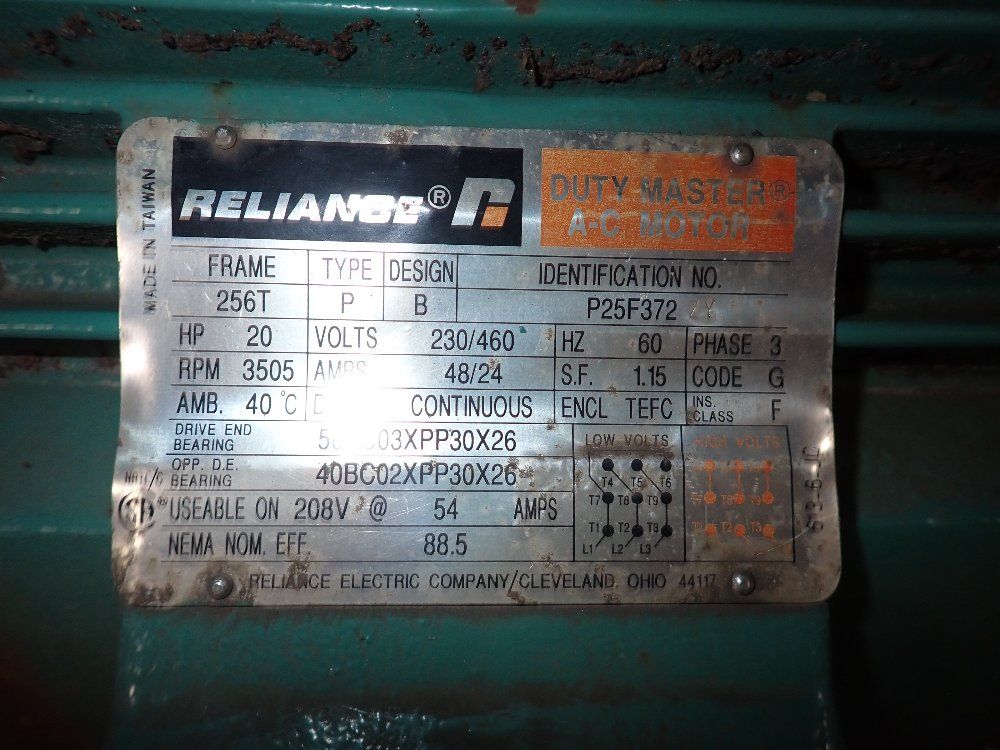 RELIANCE®
DUTY MASTER®
A-C MOTOR
MADE IN TAIWAN
FRAME TYPE DESIGN IDENTIFICATION NO.
256T P B P25F372
HP 20 VOLTS 230/460 HZ 60 PHASE 3
RPM 3505 AMPS 48/24 S.F. 1.15 CODE G
AMB. 40°C CONTINUOUS ENCL TEFC INS. CLASS F
DRIVE END
BEARING
OPP. D.E.
BEARING 40BC02XPP30X26
USEABLE ON 208V @ 54 AMPS
NEMA NOM. EFF. 88.5
LOW VOLTS
T4 T5 T6
T7 T8 T9
T1 T2 T3
L1 L2 L3
HIGH VOLTS
T2 T3
RELIANCE ELECTRIC COMPANY/CLEVELAND, OHIO 44117